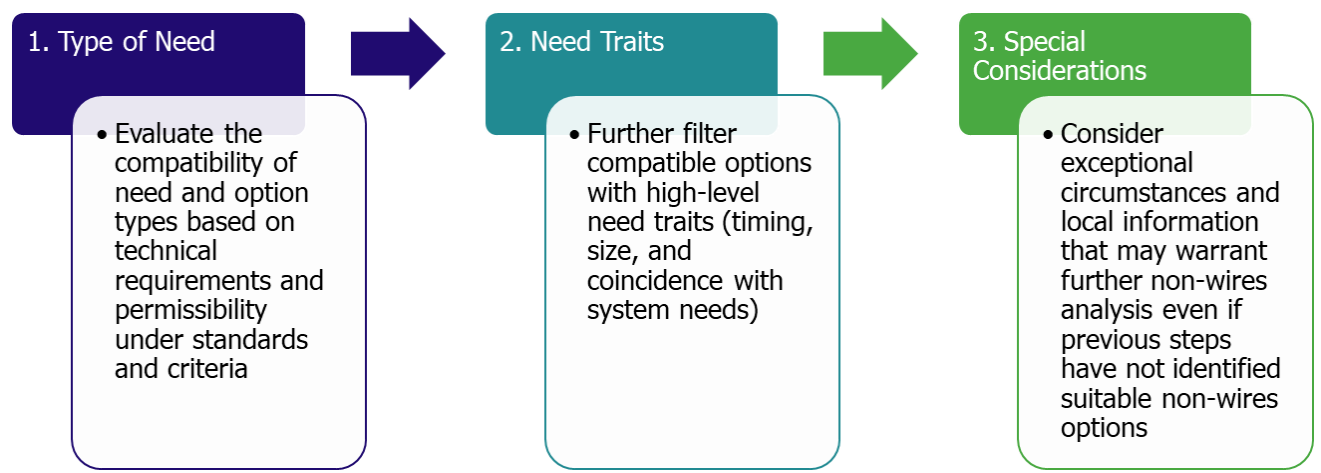 1. Type of Need
• Evaluate the
compatibility of
need and option
types based on
technical
requirements and
permissibility
under standards
and criteria
2. Need Traits
• Further filter
compatible options
with high-level
need traits (timing,
size, and
coincidence with
system needs)
3. Special
Considerations
• Consider
exceptional
circumstances and
local information
that may warrant
further non-wires
analysis even if
previous steps
have not identified
suitable non-wires
options